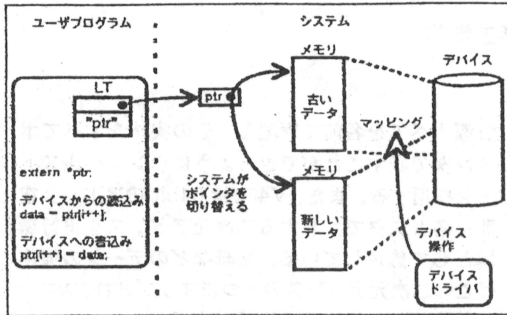 ユーザプログラム
システム
LT
"ptr"
extern *ptr;
デバイスからの読込み
data = ptr[i++];
デバイスへの書込み
ptr[i++] = data;
ptr
システムが
ポインタを
切り替える
メモリ
古い
データ
メモリ
新しい
データ
デバイス
マッピング
デバイス
操作
デバイス
ドライバ